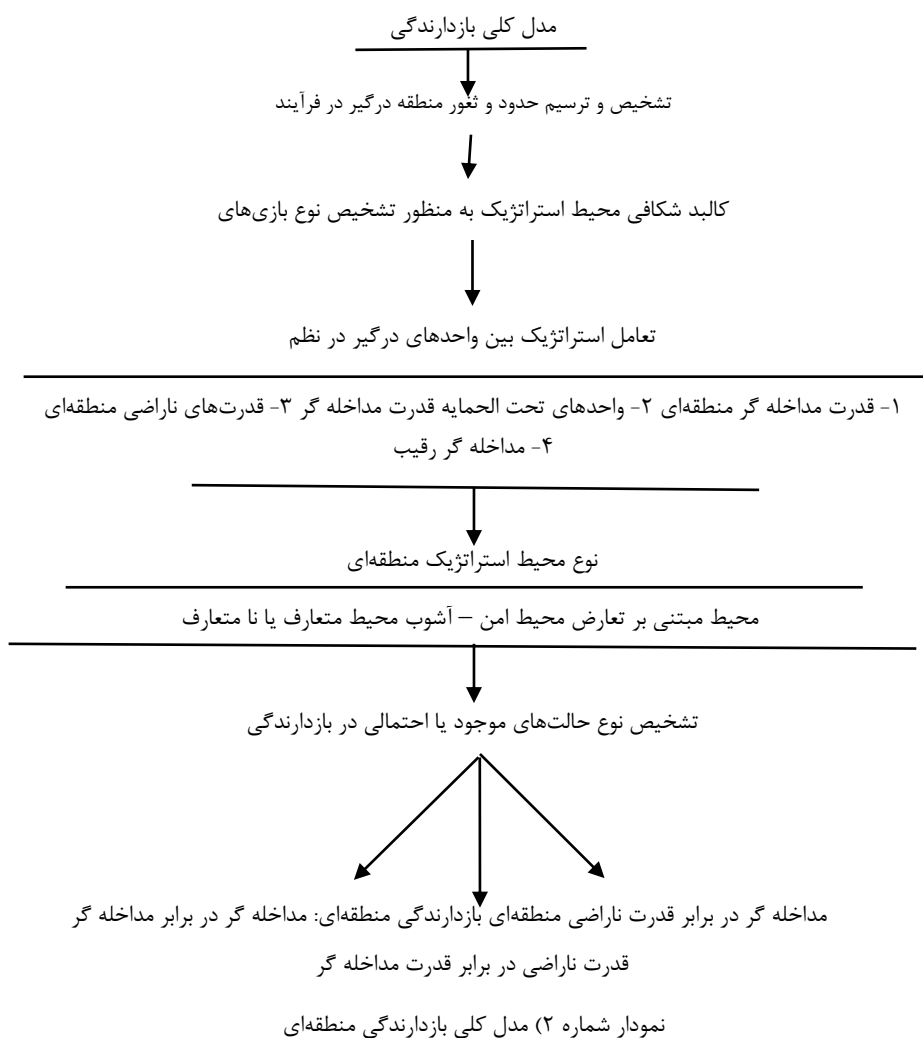 مدل کلی بازدارندگی
تشخیص و ترسیم حدود و ثغور منطقه درگیر در فرآیند
کالبد شکافی محیط استراتژیک به منظور تشخیص نوع بازی‌های
تعامل استراتژیک بین واحدهای درگیر در نظم
۱- قدرت مداخله گر منطقه‌ای ۲- واحدهای تحت الحمایه قدرت مداخله گر ۳- قدرت‌های ناراضی منطقه‌ای
۴- مداخله گر رقیب
نوع محیط استراتژیک منطقه‌ای
محیط مبتنی بر تعارض محیط امن – آشوب محیط متعارف یا نا متعارف
تشخیص نوع حالت‌های موجود یا احتمالی در بازدارندگی
مداخله گر در برابر قدرت ناراضی منطقه‌ای بازدارندگی منطقه‌ای: مداخله گر در برابر مداخله گر
قدرت ناراضی در برابر قدرت مداخله گر
نمودار شماره ۲) مدل کلی بازدارندگی منطقه‌ای